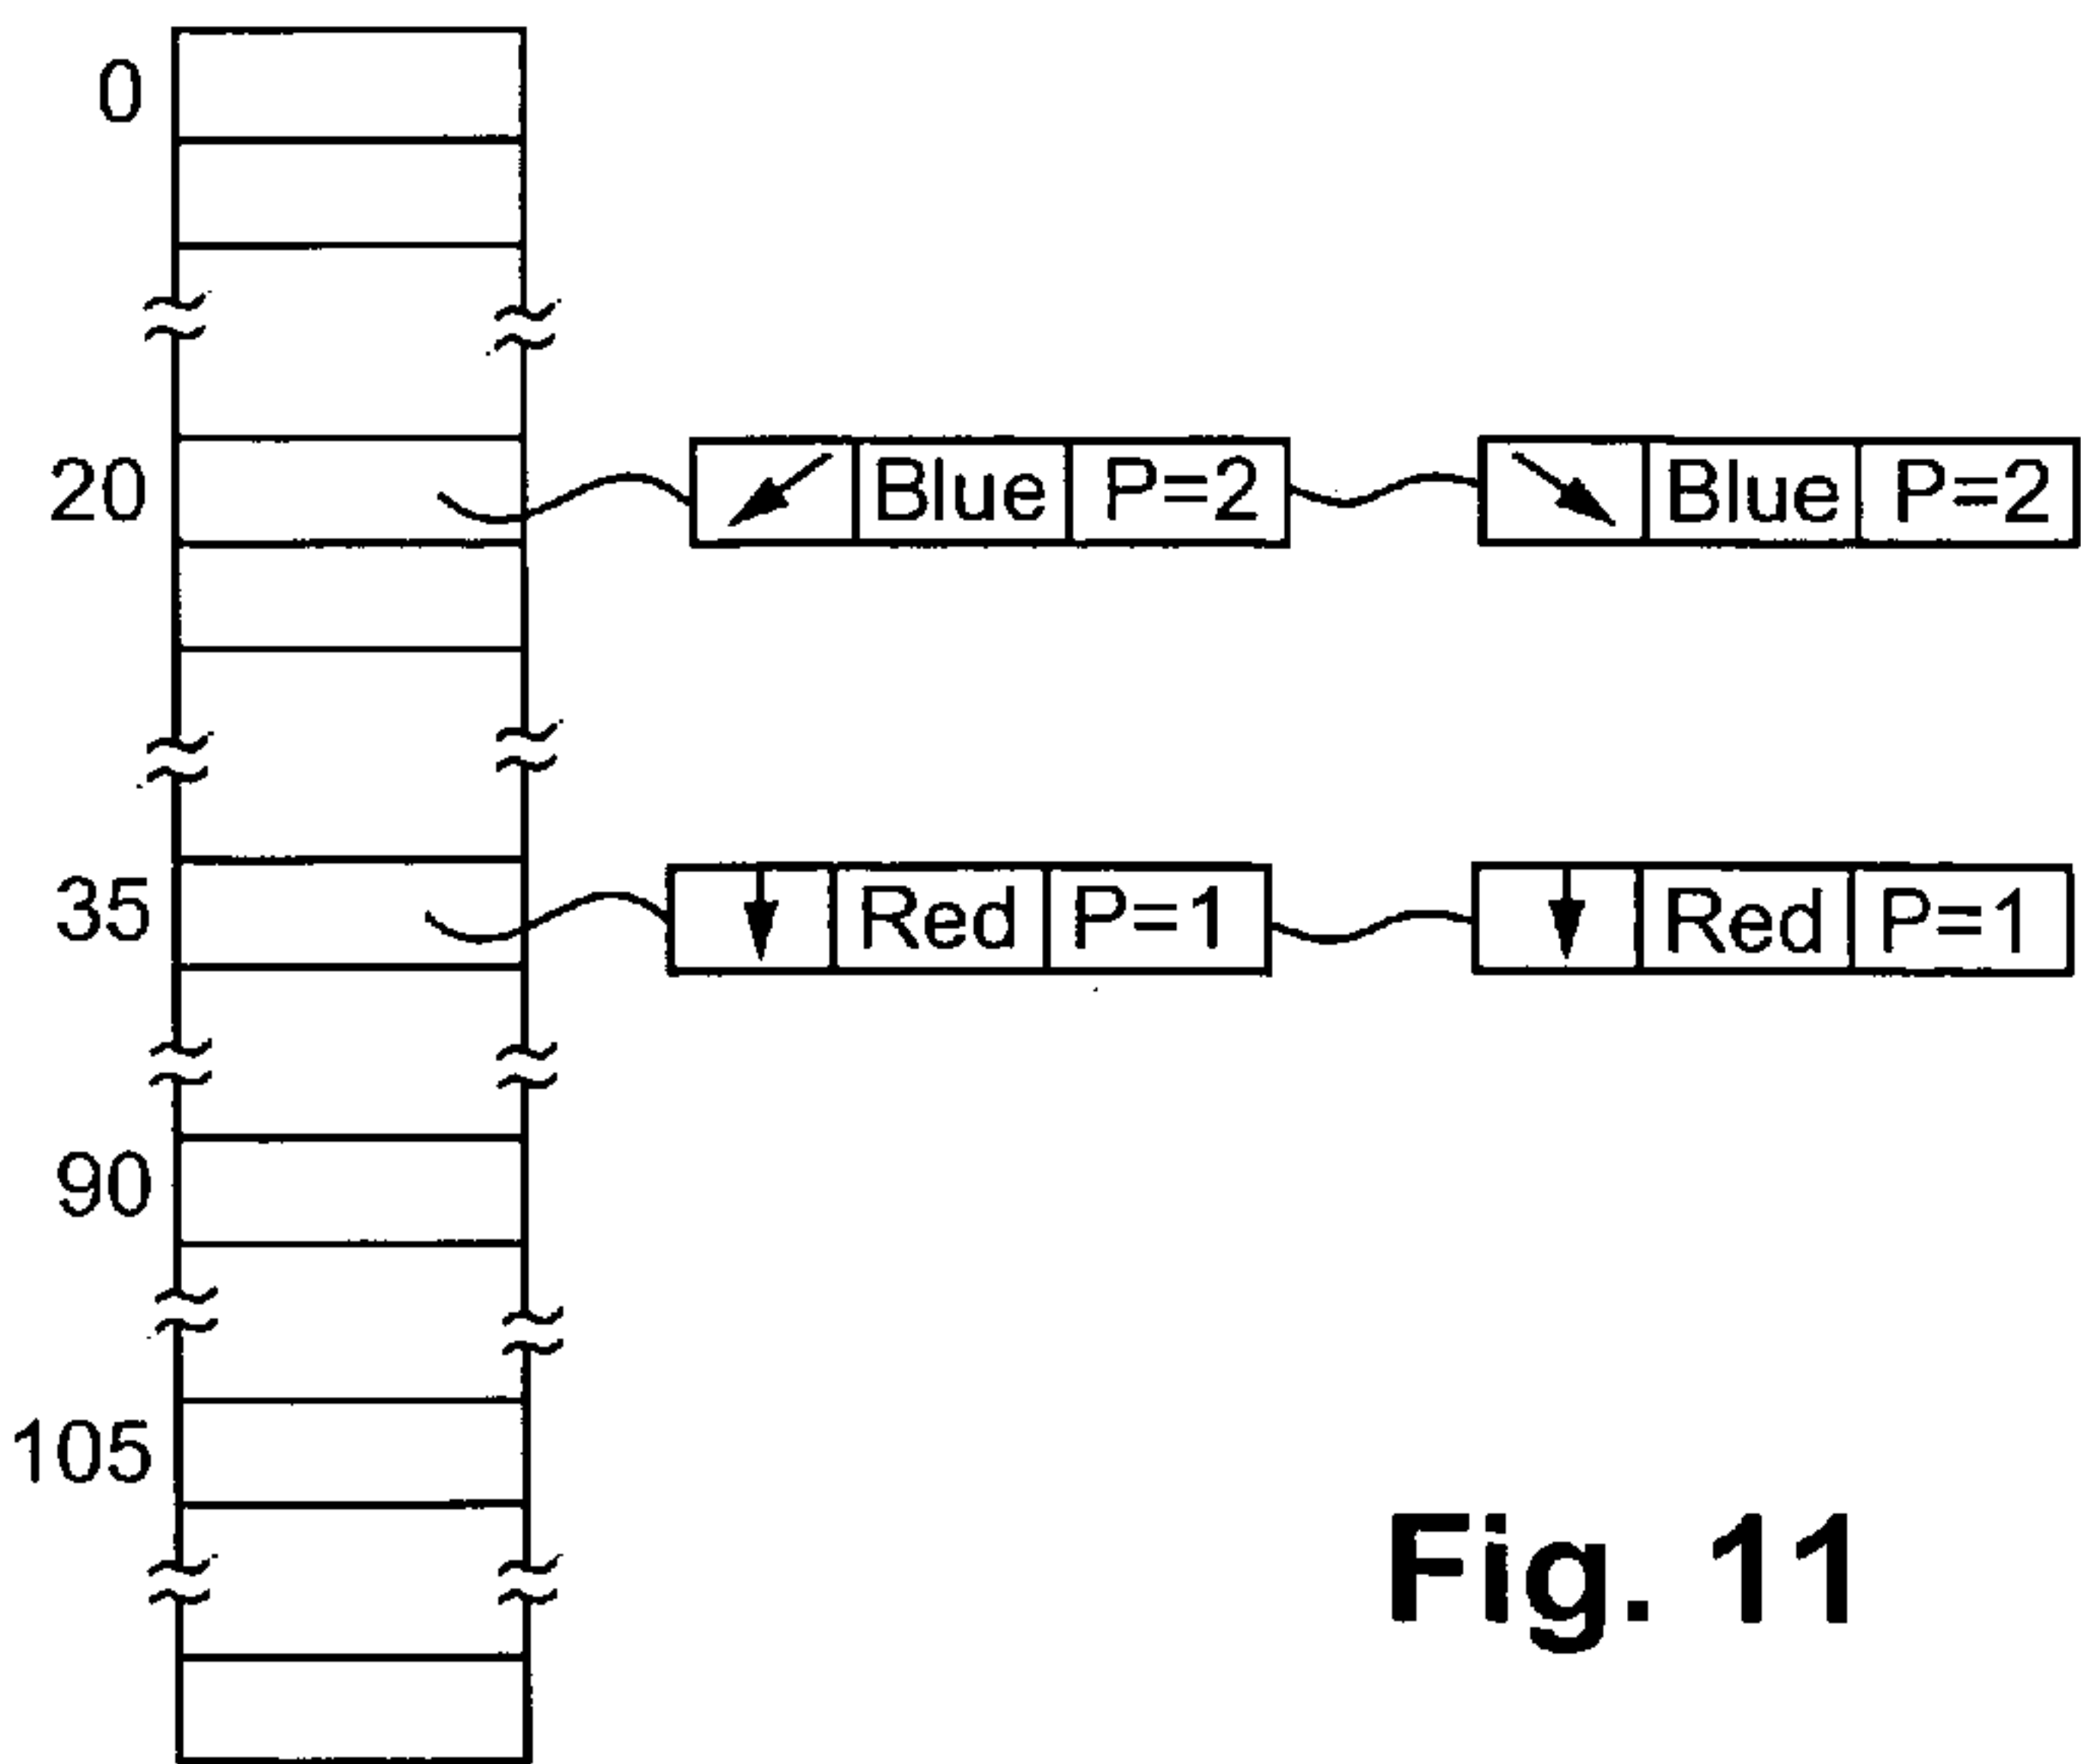 0
20 Blue P=2 Blue P=2
35 Red P=1 Red P=1
90
105
Fig. 11